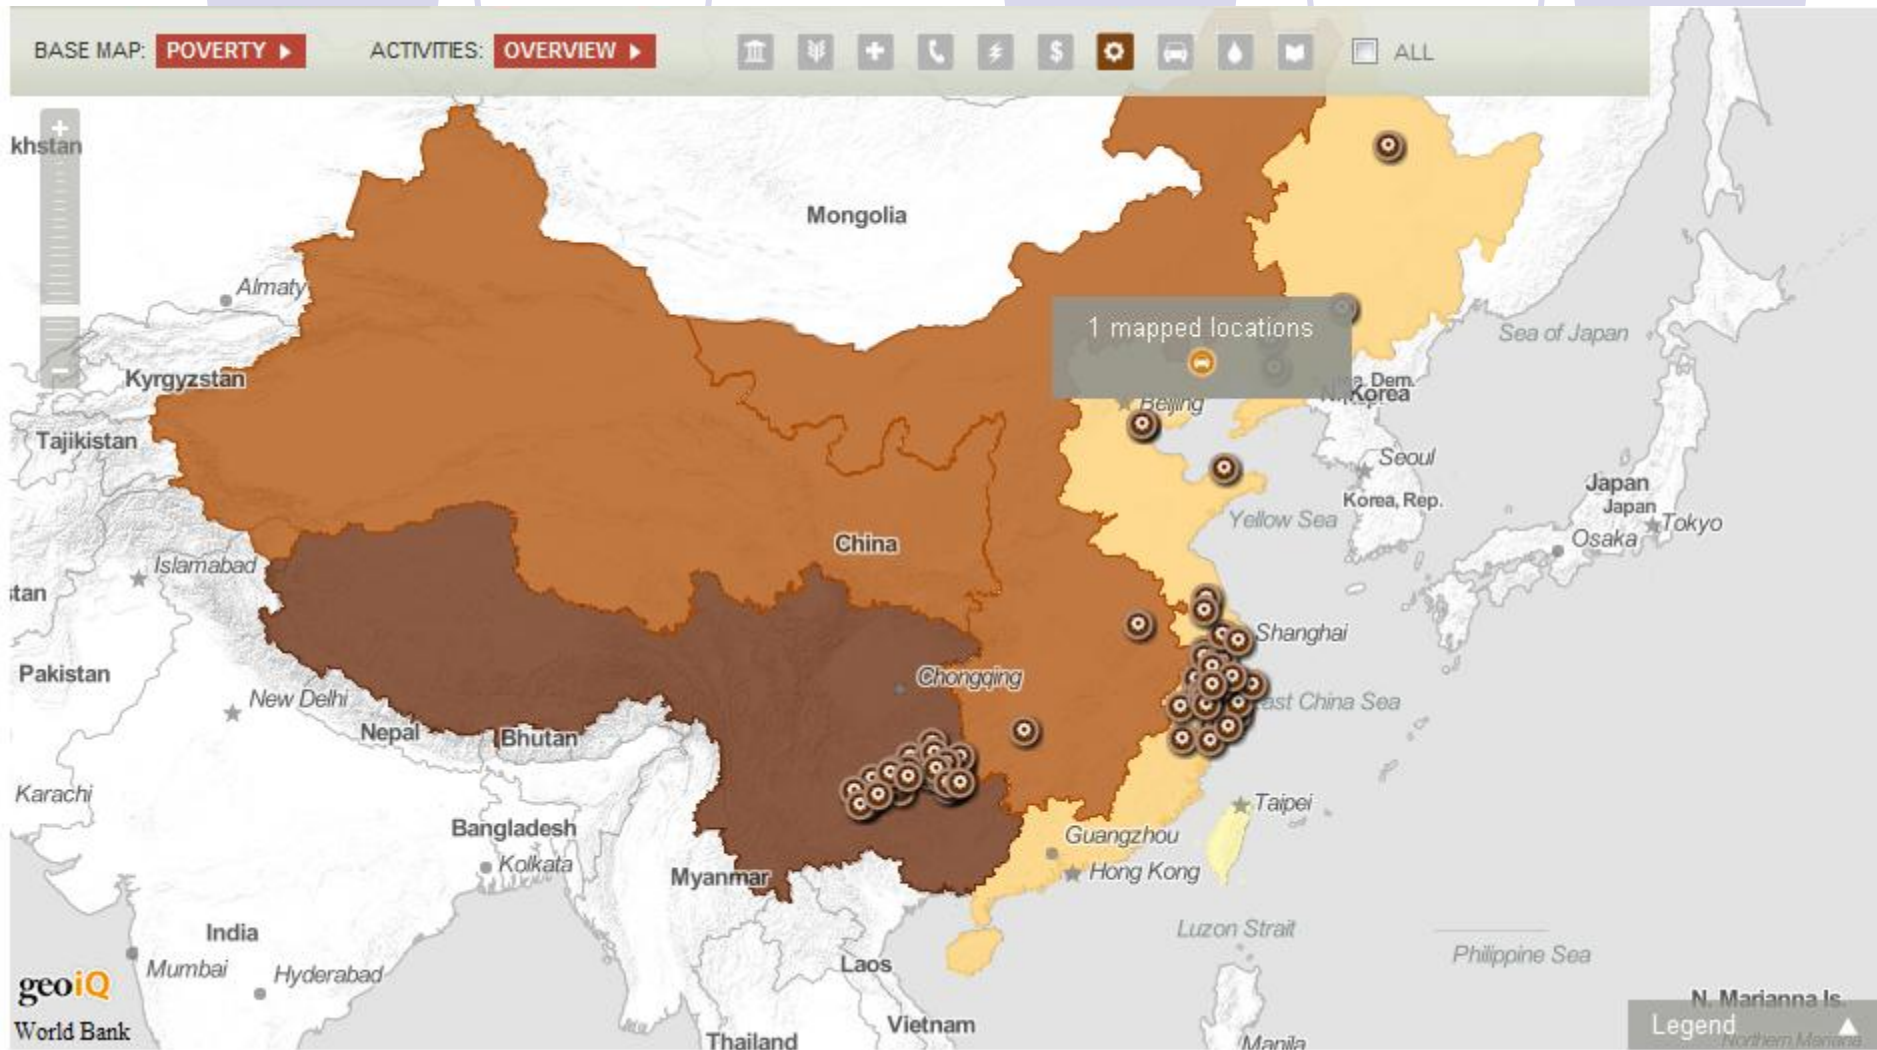 BASE MAP: POVERTY ACTIVITIES: OVERVIEW $ ALL
khstan
Mongolia
Almaty
1 mapped locations
Sea of Japan
Kyrgyzstan
Dem.
N. Korea
Beijing
Tajikistan
Seoul
Japan
Korea, Rep.
Japan
Yellow Sea
Tokyo
China
Osaka
Islamabad
stan
Shanghai
Pakistan
Chongqing
New Delhi
East China Sea
Nepal
Bhutan
Karachi
Taipei
Bangladesh
Guangzhou
Kolkata
Myanmar
Hong Kong
India
Luzon Strait
Philippine Sea
Mumbai
Laos
Hyderabad
geoiQ
N. Marianna Is.
World Bank
Vietnam
Legend
Thailand
Manila
Northern Mariana